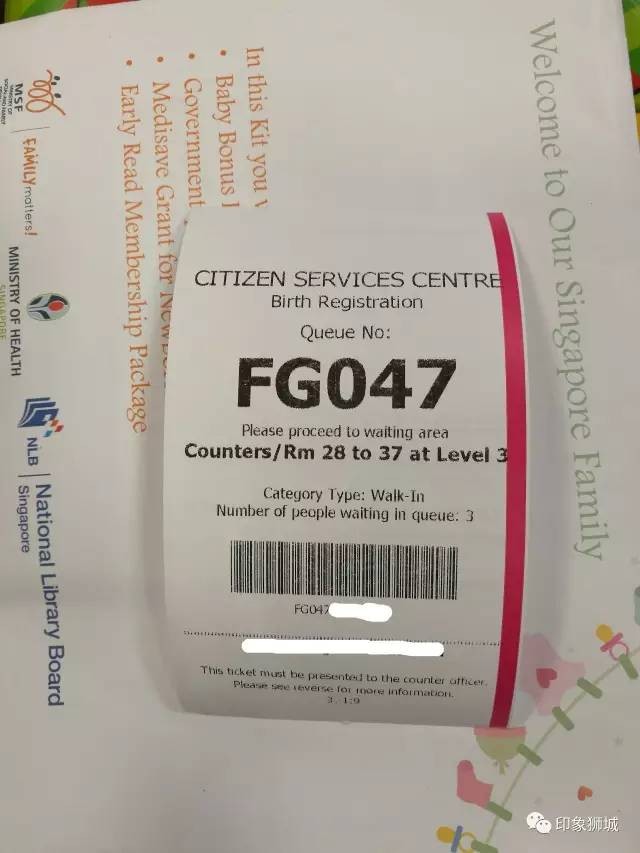 Welcome to Our Singapore Family
In this Kit you
Baby Bonus
Government
Medisave Grant for
Early Read Membership Package
MSF
FAMILY matters!
MINISTRY OF HEALTH
SINGAPORE
NLB
National Library Board
Singapore
CITIZEN SERVICES CENTRE
Birth Registration
Queue No:
FG047
Please proceed to waiting area
Counters/Rm 28 to 37 at Level 3
Category Type: Walk-In
Number of people waiting in queue: 3
FG047
This ticket must be presented to the counter officer.
Please see reverse for more information.
印象狮城